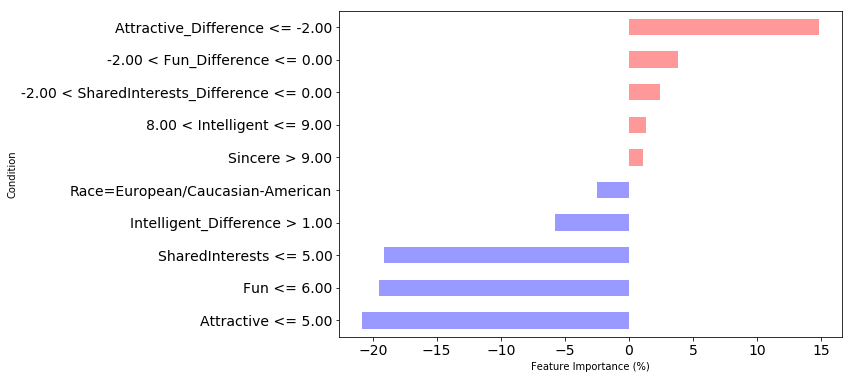 Attractive_Difference <= -2.00
-2.00 < Fun_Difference <= 0.00
-2.00 < SharedInterests_Difference <= 0.00
8.00 < Intelligent <= 9.00
Sincere > 9.00
Race=European/Caucasian-American
Intelligent_Difference > 1.00
SharedInterests <= 5.00
Fun <= 6.00
Attractive <= 5.00
Condition
−20 −15 −10 −5 0 5 10 15
Feature Importance (%)